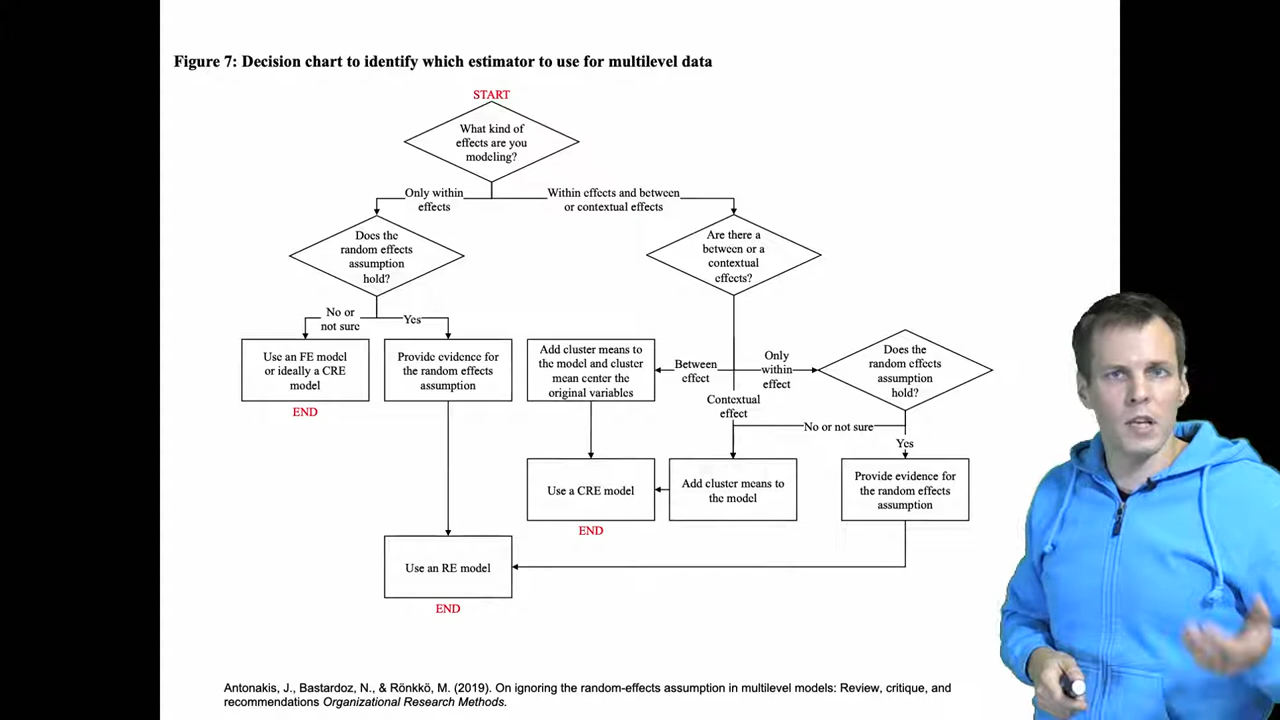 Figure 7: Decision chart to identify which estimator to use for multilevel data
START
What kind of
effects are you
modeling?
Only within
effects
Within effects and between
or contextual effects
Does the
random effects
assumption
hold?
Are there a
between or a
contextual
effects?
No or
not sure
Yes
Use an FE model
or ideally a CRE
model
END
Provide evidence for
the random effects
assumption
Add cluster means to
the model and cluster
mean center the
original variables
Between
effect
Only
within
effect
Contextual
effect
Does the
random effects
assumption
hold?
No or not sure
Yes
Use a CRE model
END
Add cluster means to
the model
Provide evidence for
the random effects
assumption
Use an RE model
END
Antonakis, J., Bastardoz, N., & Rönkkö, M. (2019). On ignoring the random-effects assumption in multilevel models: Review, critique, and
recommendations Organizational Research Methods.